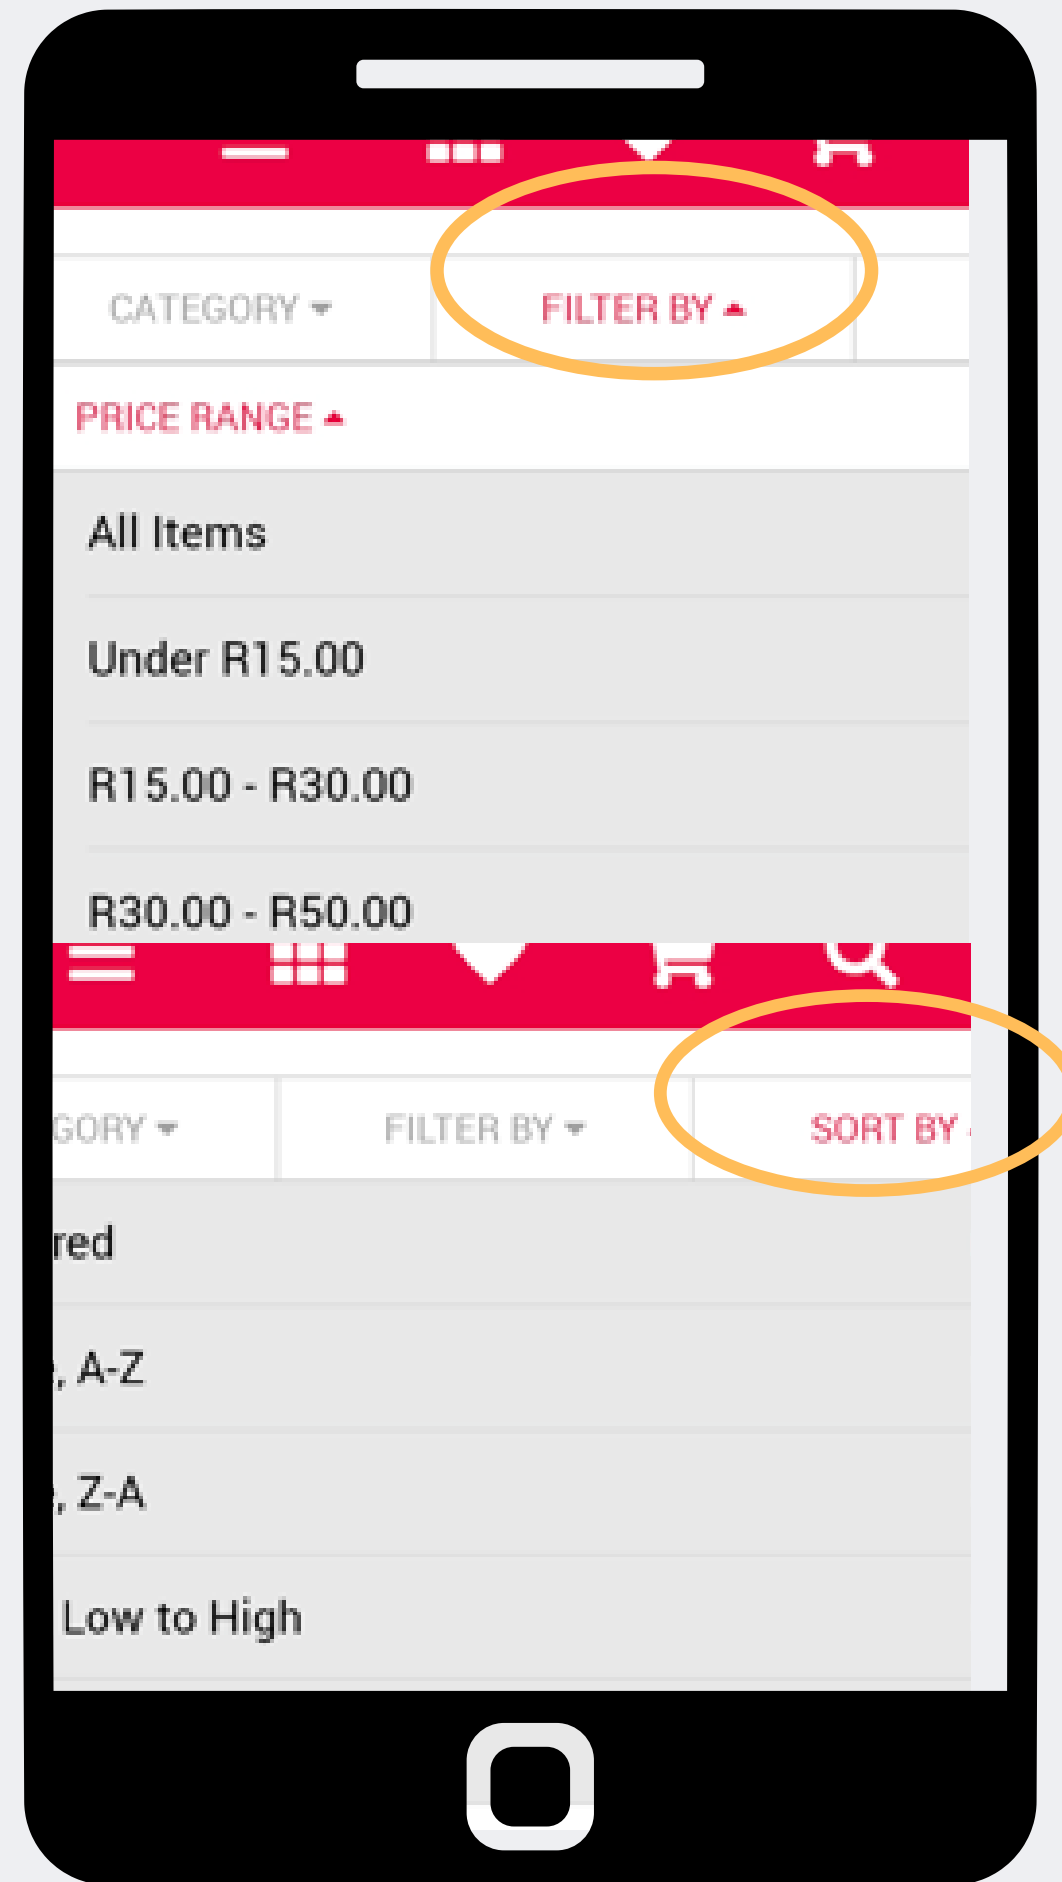 CATEGORY FILTER BY
PRICE RANGE
All Items
Under R15.00
R15.00 - R30.00
R30.00 - R50.00
GORY FILTER BY SORT BY
red
, A-Z
, Z-A
Low to High